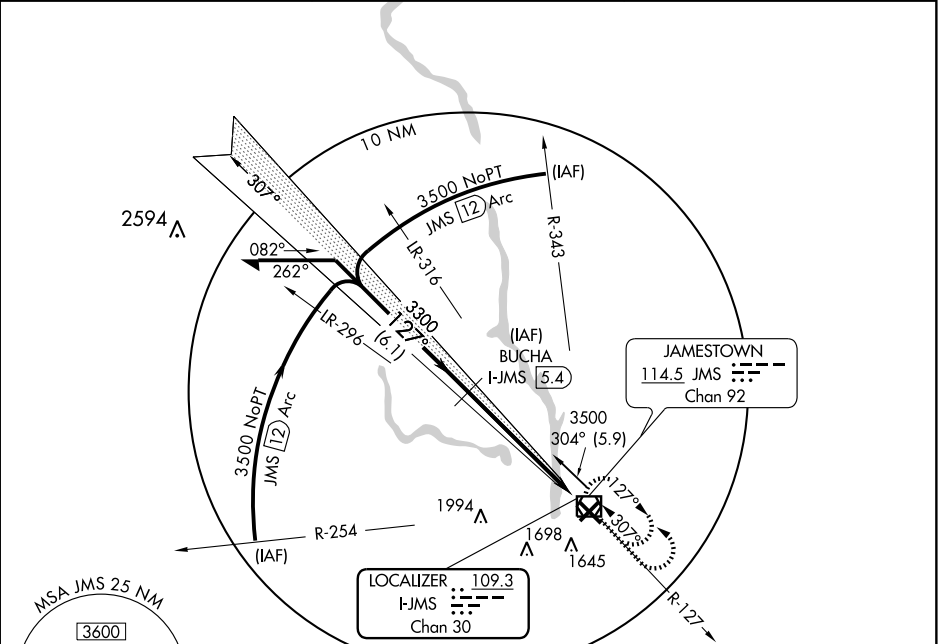 10 NM
307°
3500 NoPT
JMS 12 Arc
(IAF)
2594
R-343
LR-316
082°
262°
LR-296
3300
127°
(6.1)
(IAF)
BUCHA
I-JMS 5.4
JAMESTOWN
114.5 JMS
Chan 92
3500 NoPT
JMS 12 Arc
3500
304° (5.9)
127°
307°
1994
R-254
(IAF)
1698
1645
LOCALIZER 109.3
I-JMS
Chan 30
R-127
MSA JMS 25 NM
3600